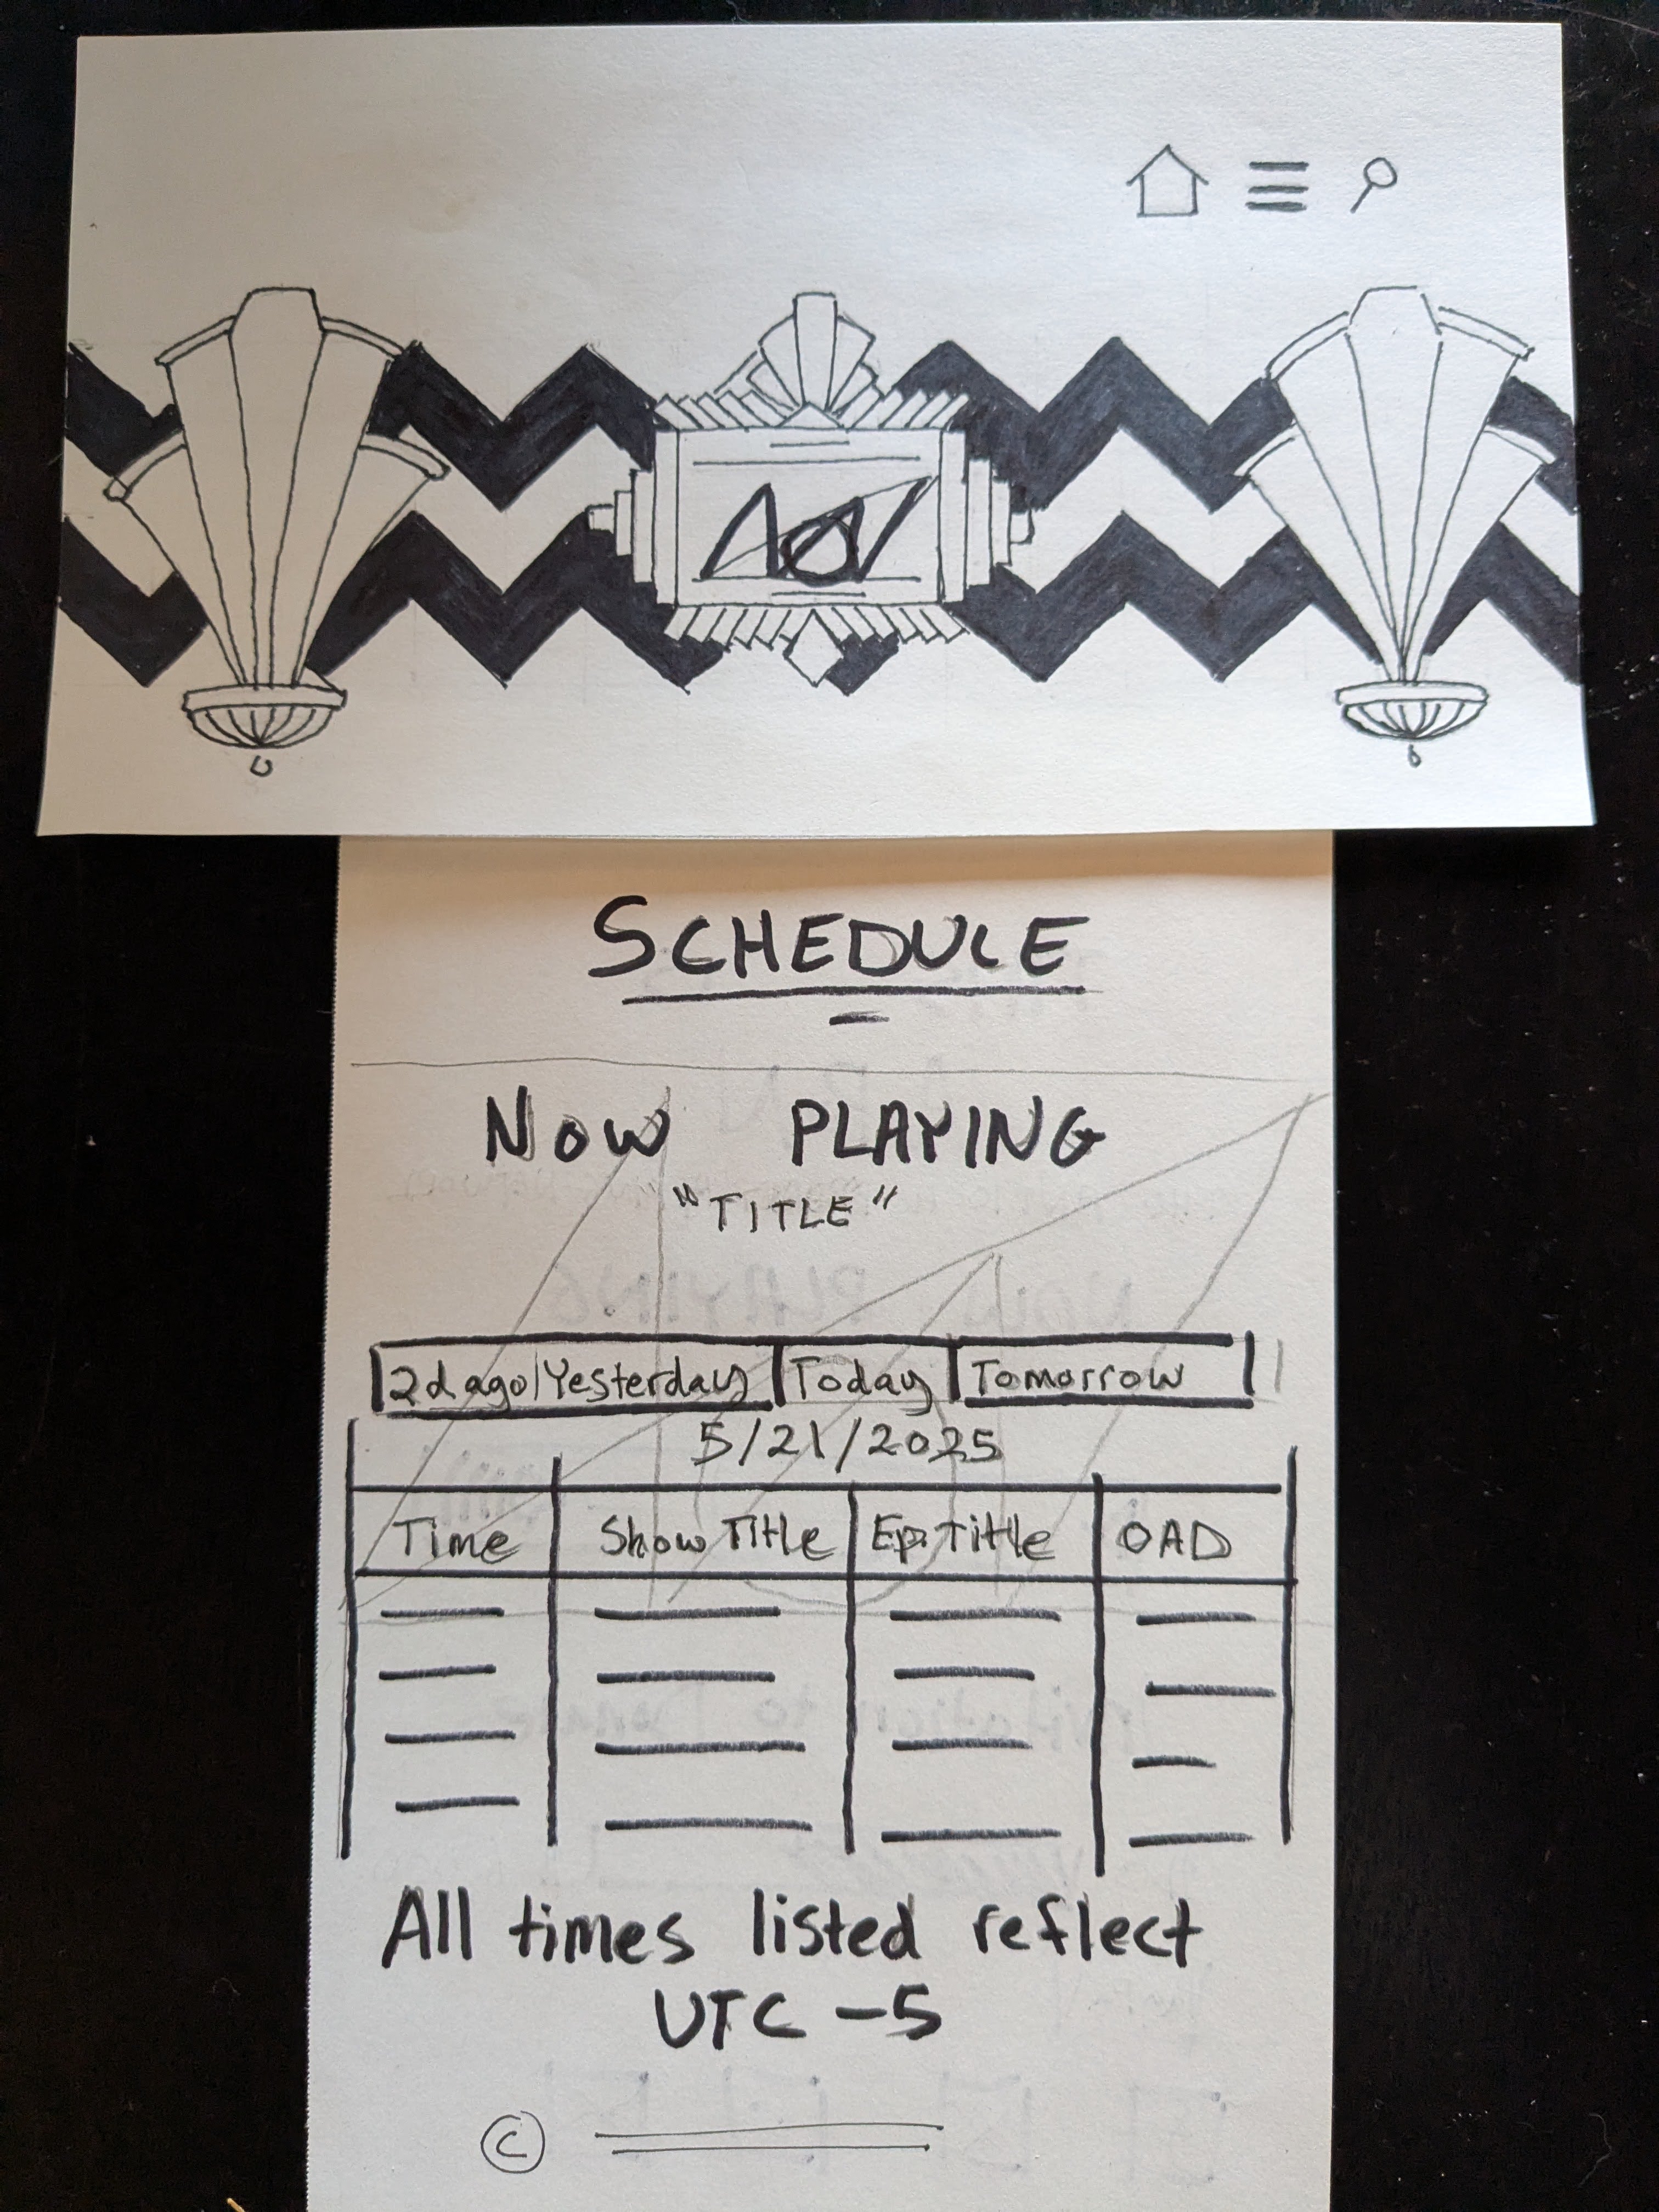 SCHEDULE
NOW PLAYING
"TITLE"
2d ago|Yesterday|Today|Tomorrow
5/21/2025
Time | Show Title | Ep Title | OAD
All times listed reflect
UTC -5
©